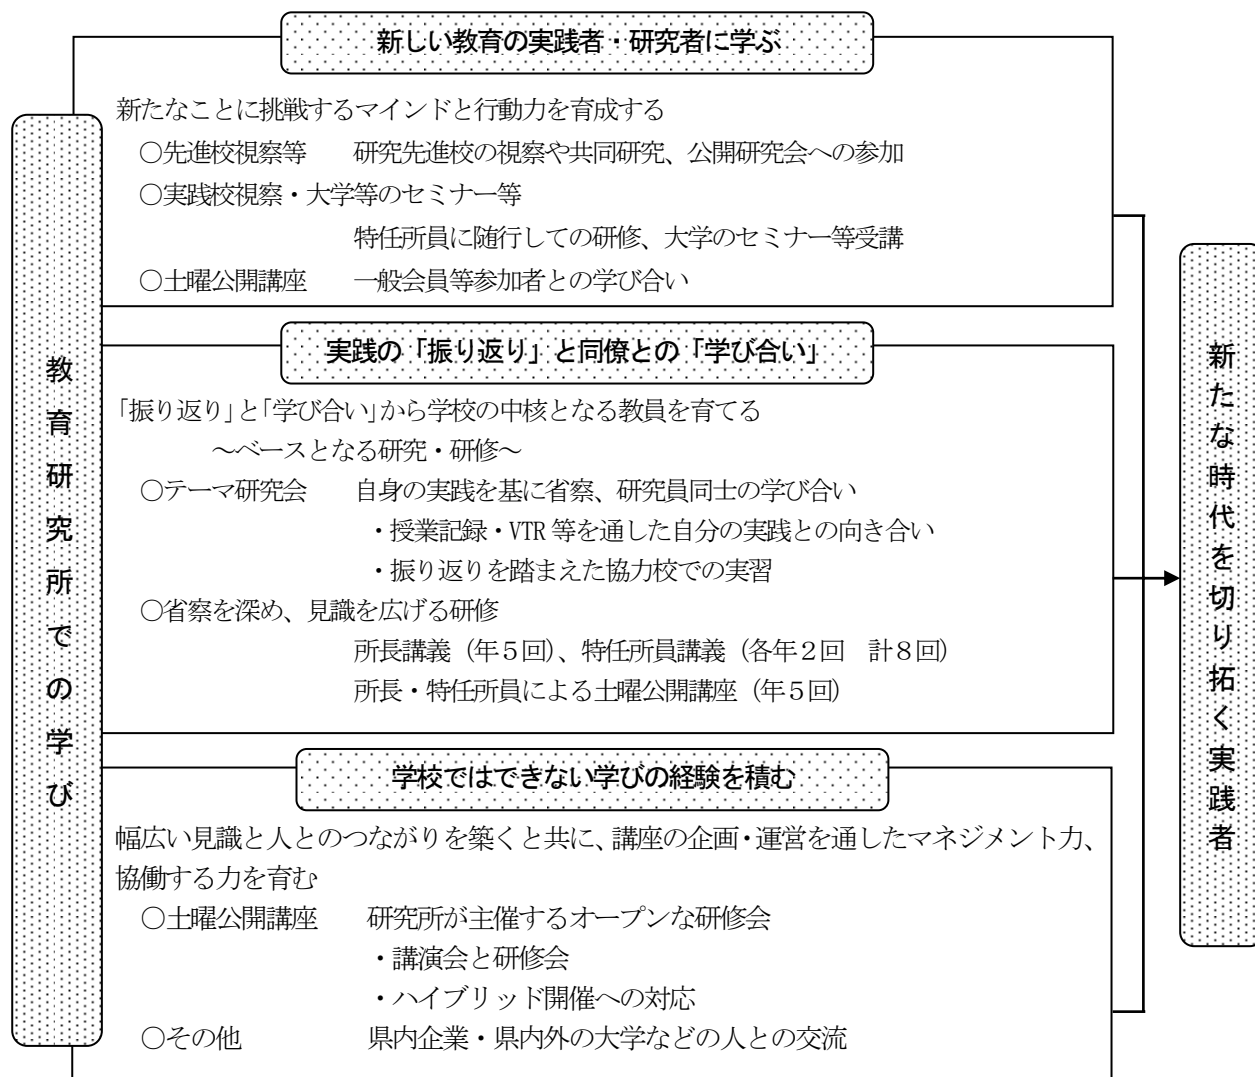 教育研究所での学び
新しい教育の実践者・研究者に学ぶ
新たなことに挑戦するマインドと行動力を育成する
○先進校視察等　研究先進校の視察や共同研究、公開研究会への参加
○実践校視察・大学等のセミナー等
特任所員に随行しての研修、大学のセミナー等受講
○土曜公開講座　一般会員等参加者との学び合い
実践の「振り返り」と同僚との「学び合い」
「振り返り」と「学び合い」から学校の中核となる教員を育てる
～ベースとなる研究・研修～
○テーマ研究会　自身の実践を基に省察、研究員同士の学び合い
・授業記録・VTR 等を通した自分の実践との向き合い
・振り返りを踏まえた協力校での実習
○省察を深め、見識を広げる研修
所長講義（年５回）、特任所員講義（各年２回　計８回）
所長・特任所員による土曜公開講座（年５回）
学校ではできない学びの経験を積む
幅広い見識と人とのつながりを築くと共に、講座の企画・運営を通したマネジメント力、
協働する力を育む
○土曜公開講座　研究所が主催するオープンな研修会
・講演会と研修会
・ハイブリッド開催への対応
○その他　県内企業・県内外の大学などの人との交流
新たな時代を切り拓く実践者